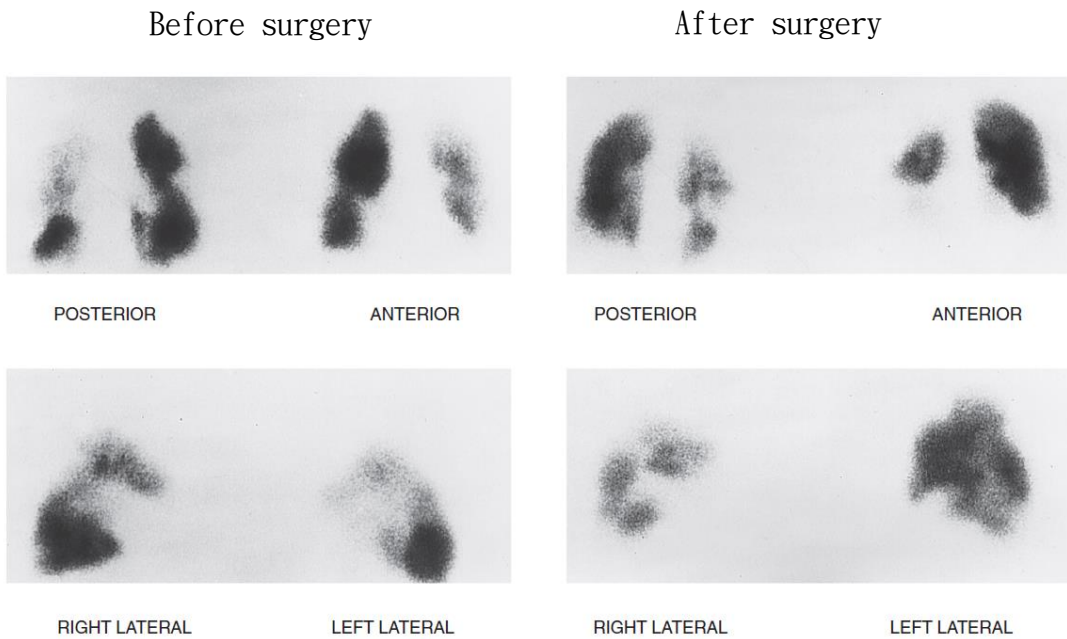 Before surgery
After surgery
POSTERIOR
ANTERIOR
POSTERIOR
ANTERIOR
RIGHT LATERAL
LEFT LATERAL
RIGHT LATERAL
LEFT LATERAL